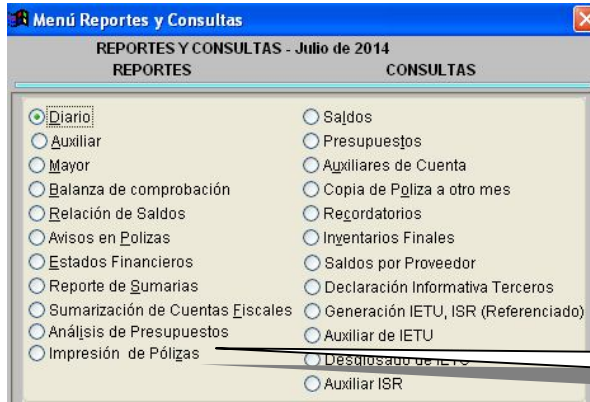 Menú Reportes y Consultas
REPORTES Y CONSULTAS - Julio de 2014
REPORTES CONSULTAS
Diario
Auxiliar
Mayor
Balanza de comprobación
Relación de Saldos
Avisos en Polizas
Estados Financieros
Reporte de Sumarias
Sumarización de Cuentas Fiscales
Análisis de Presupuestos
Impresión de Pólizas
Saldos
Presupuestos
Auxiliares de Cuenta
Copia de Poliza a otro mes
Recordatorios
Inventarios Finales
Saldos por Proveedor
Declaración Informativa Terceros
Generación IETU, ISR (Referenciado)
Auxiliar de IETU
Desglosado de IETU
Auxiliar ISR